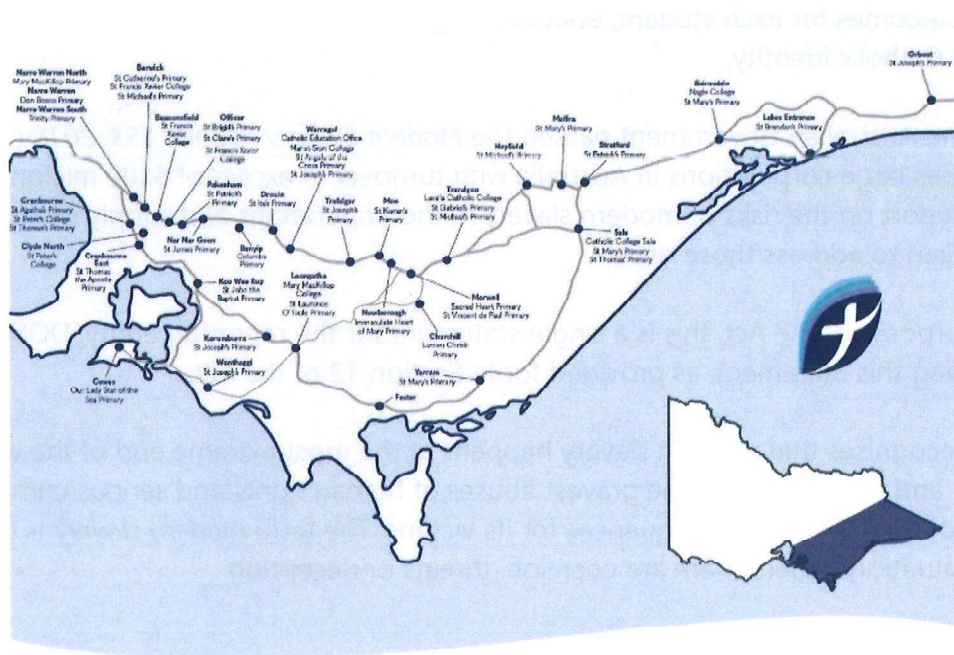 Narre Warren North
Mary MacKillop Primary
Narre Warren
Don Bosco Primary
Narre Warren South
Trinity Primary
Berwick
St Catherine's Primary
St Francis Xavier College
St Michael's Primary
Beaconsfield
St Francis
Xavier
College
Officer
St Brigid's Primary
St Clare's Primary
St Francis Xavier
College
Warragul
Catholic Education Office
Marist-Sion College
St Angela of the
Cross Primary
St Joseph's Primary
Pakenham
St Patrick's
Primary
Drouin
St Ita's Primary
Trafalgar
St Joseph's
Primary
Moe
St Kieran's
Primary
Traralgon
Lavalla Catholic College
St Gabriel's Primary
St Michael's Primary
Heyfield
St Michael's Primary
Maffra
St Mary's Primary
Stratford
St Patrick's Primary
Bairnsdale
Nagle College
St Mary's Primary
Lakes Entrance
St Brendan's Primary
Orbost
St Joseph's Primary
Cranbourne
St Agatha's Primary
St Peter's College
St Therese's Primary
Clyde North
St Peter's
College
Cranbourne
East
St Thomas
the Apostle
Primary
Nar Nar Goon
St James Primary
Bunyip
Columba
Primary
Koo Wee Rup
St John the
Baptist Primary
Leongatha
Mary MacKillop
College
St Laurence
O'Toole Primary
Newborough
Immaculate Heart
of Mary Primary
Morwell
Sacred Heart Primary
St Vincent de Paul Primary
Churchill
Lumen Christi
Primary
Sale
Catholic College Sale
St Mary's Primary
St Thomas' Primary
Korumburra
St Joseph's Primary
Wonthaggi
St Joseph's Primary
Yarram
St Mary's Primary
Foster
Cowes
Our Lady Star of the
Sea Primary